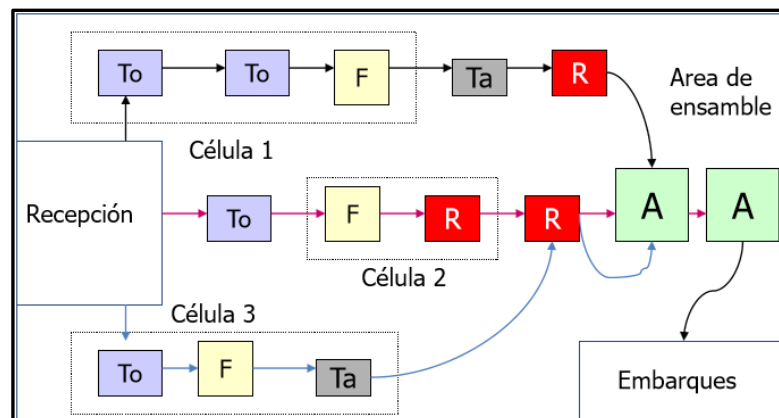 To
To
F
Ta
R
Area de
ensamble
Célula 1
Recepción
To
F
R
R
A
A
Célula 2
Célula 3
To
F
Ta
Embarques